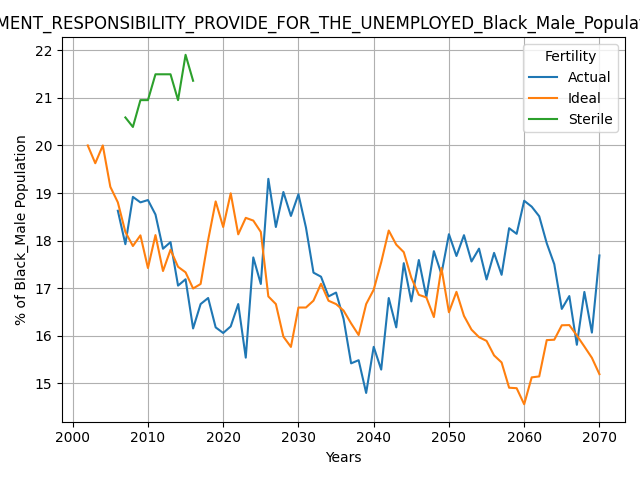 MENT_RESPONSIBILITY_PROVIDE_FOR_THE_UNEMPLOYED_Black_Male_Popula
22
21
20
19
18
17
16
15
% of Black_Male Population
Fertility
Actual
Ideal
Sterile
2000 2010 2020 2030 2040 2050 2060 2070
Years